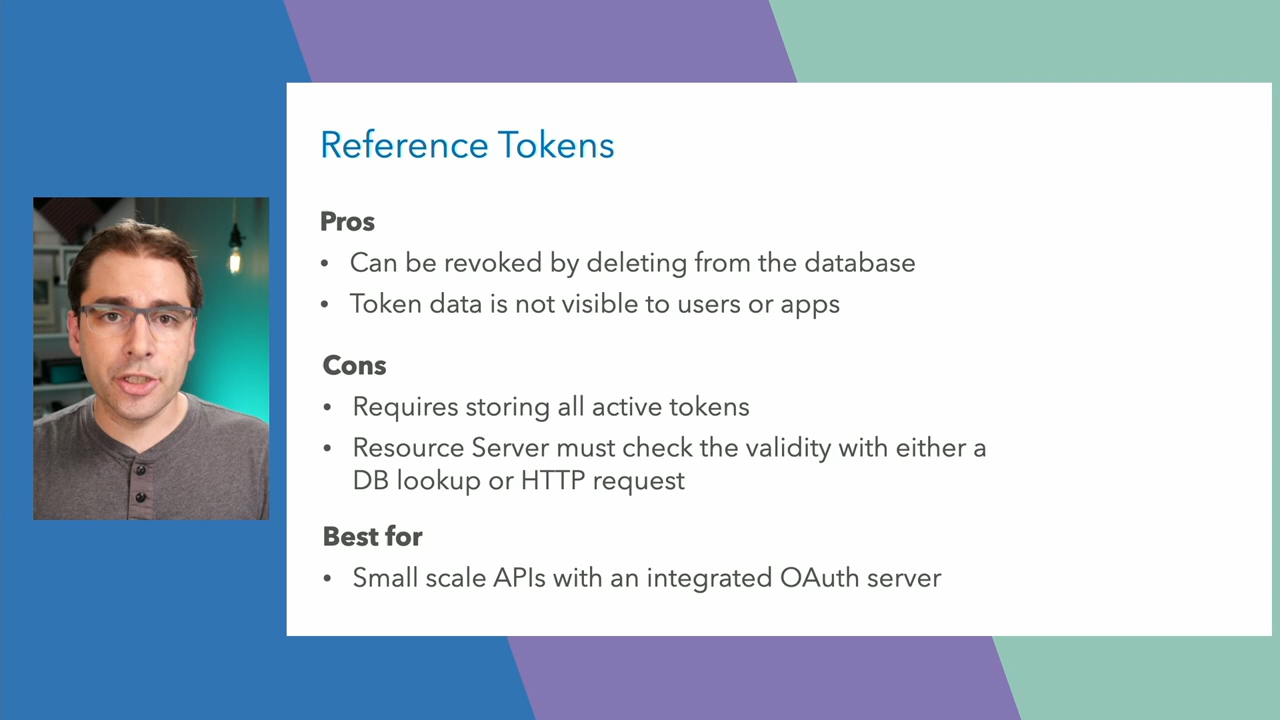 Reference Tokens
Pros
• Can be revoked by deleting from the database
• Token data is not visible to users or apps
Cons
• Requires storing all active tokens
• Resource Server must check the validity with either a
DB lookup or HTTP request
Best for
• Small scale APIs with an integrated OAuth server